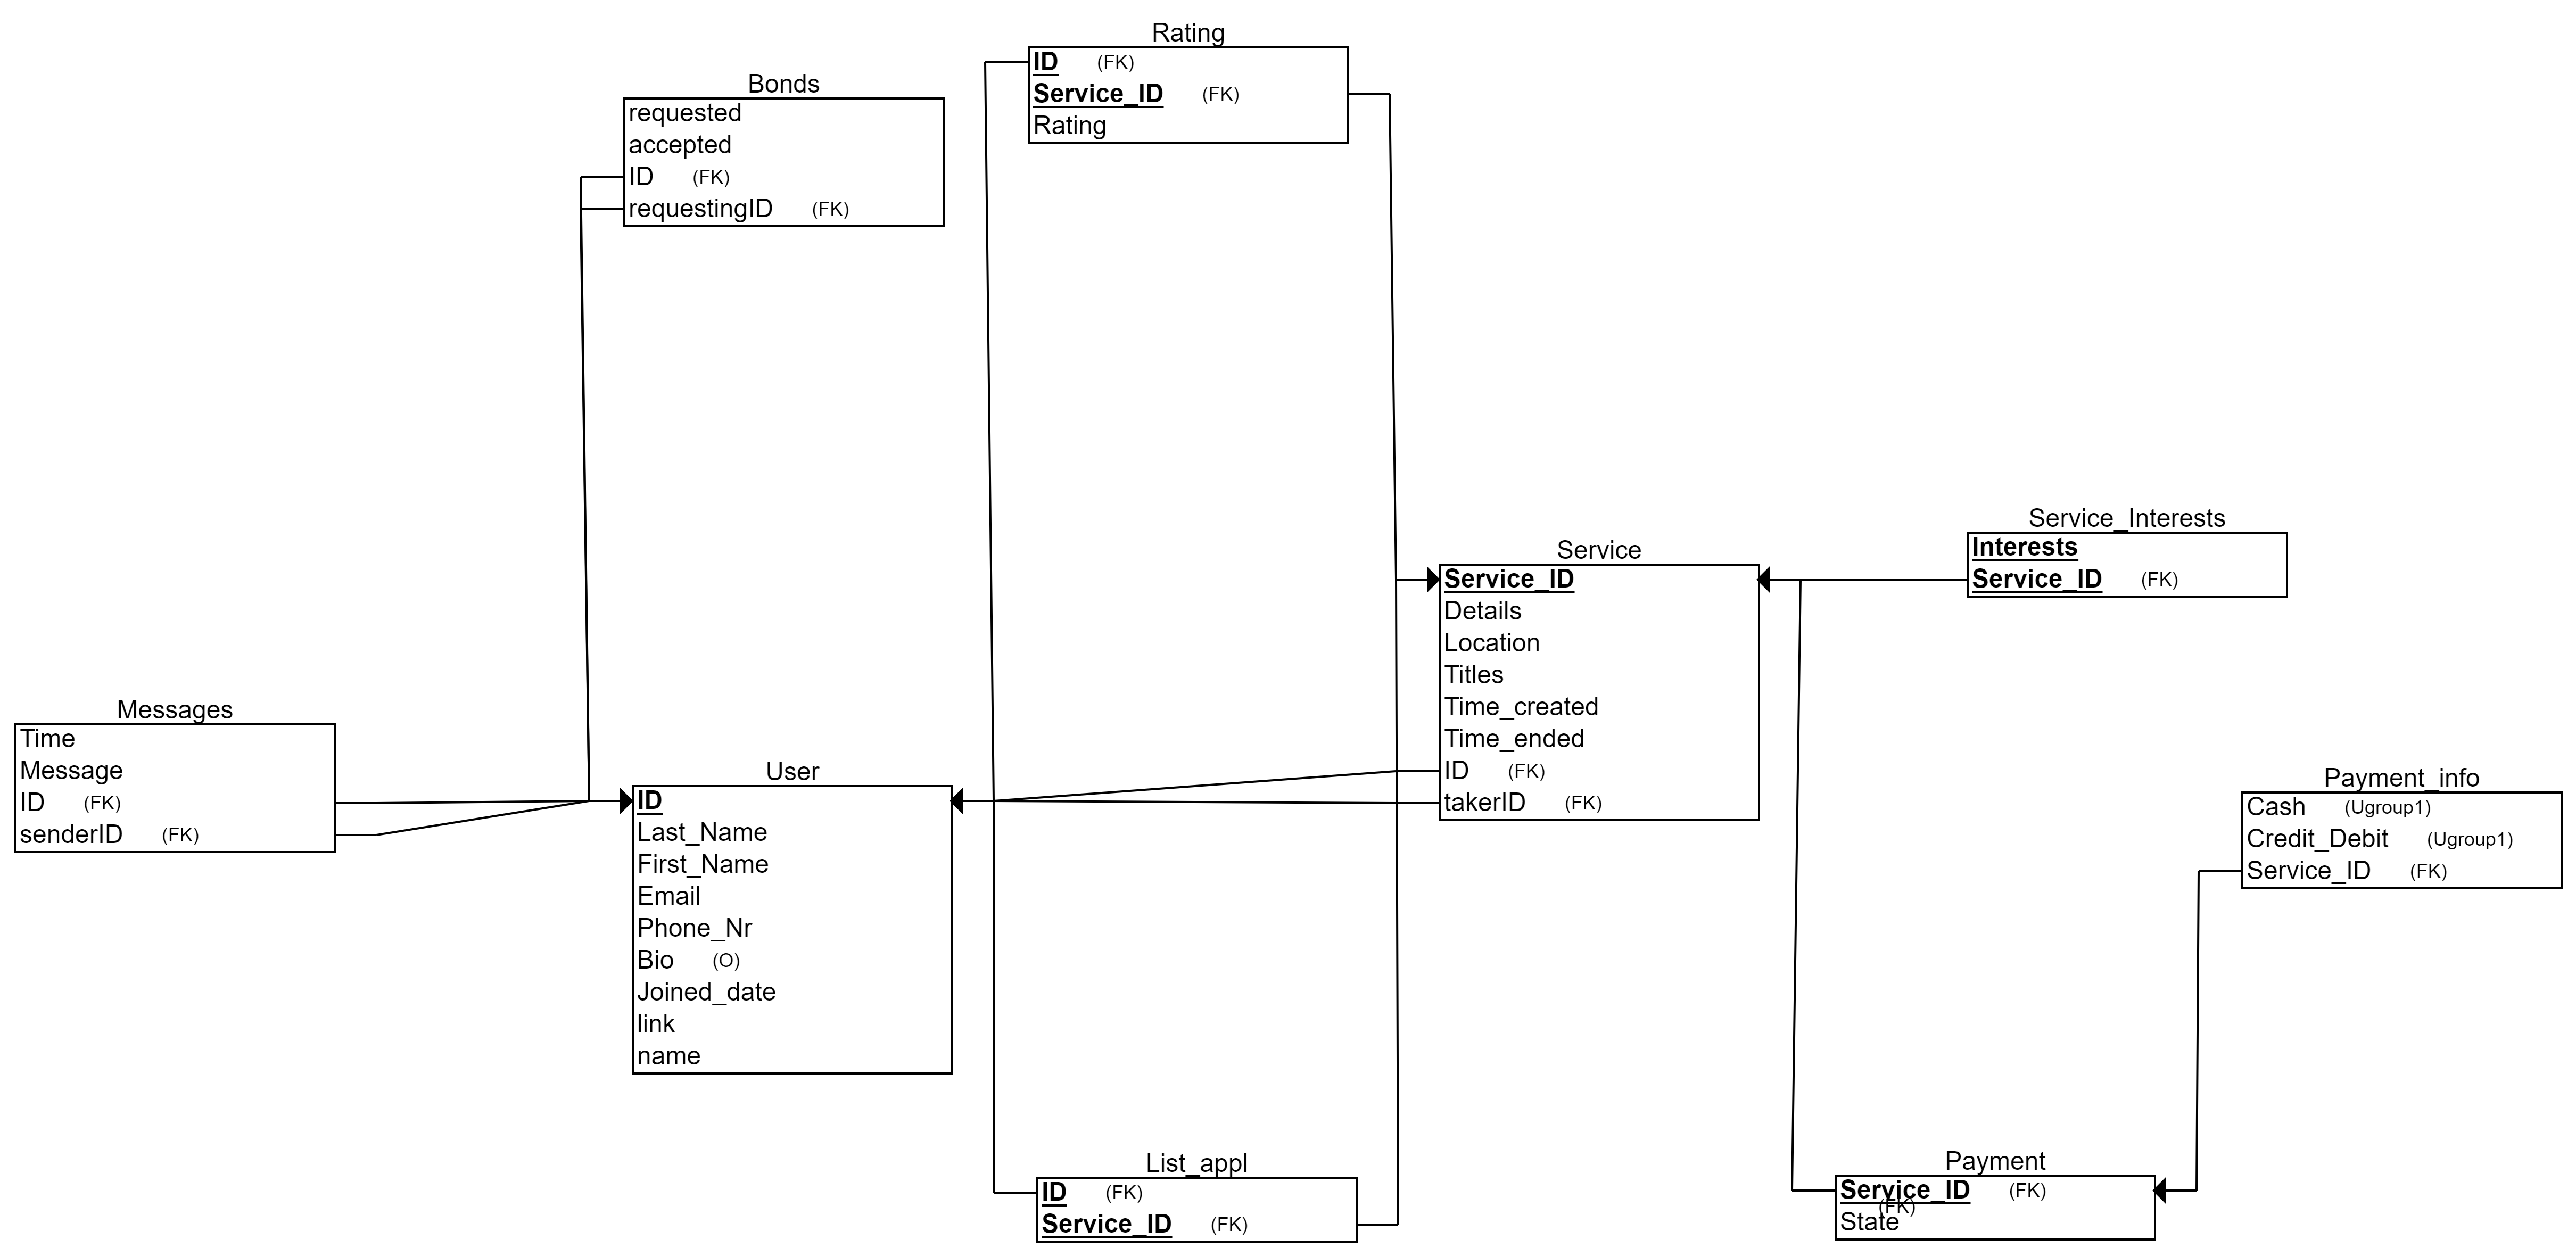 Rating
ID (FK)
Service_ID (FK)
Rating
Bonds
requested
accepted
ID (FK)
requestingID (FK)
Service_Interests
Interests
Service_ID (FK)
Service
Service_ID
Details
Location
Titles
Time_created
Time_ended
ID (FK)
takerID (FK)
Messages
Time
Message
ID (FK)
senderID (FK)
User
ID
Last_Name
First_Name
Email
Phone_Nr
Bio (O)
Joined_date
link
name
Payment_info
Cash (Ugroup1)
Credit_Debit (Ugroup1)
Service_ID (FK)
List_appl
ID (FK)
Service_ID (FK)
Payment
Service_ID (FK)
(FK)
State